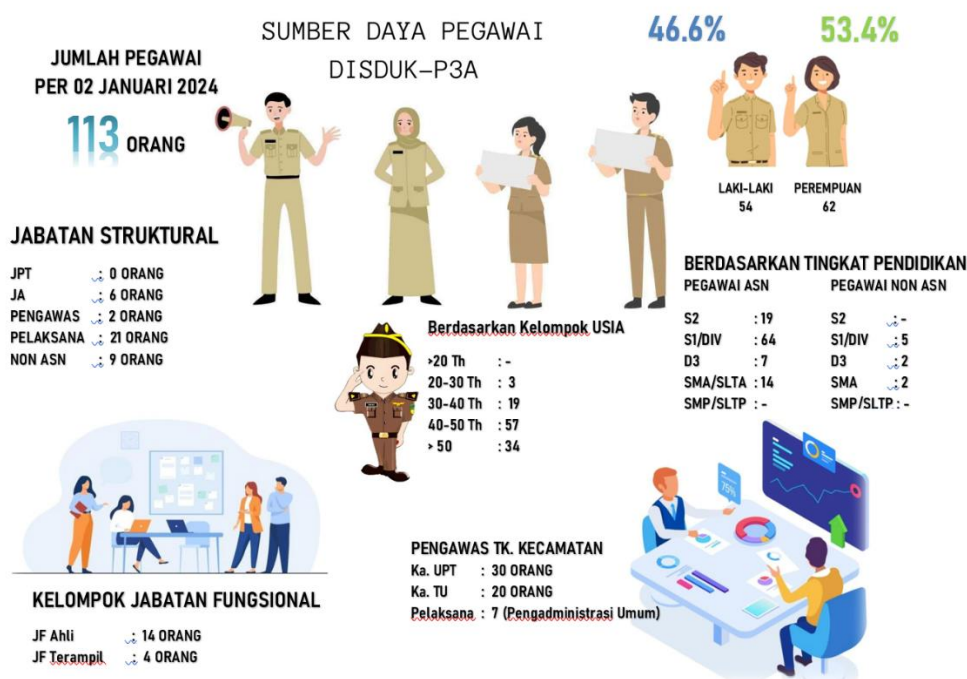 SUMBER DAYA PEGAWAI
DISDUK-P3A
JUMLAH PEGAWAI
PER 02 JANUARI 2024
113 ORANG
46.6%
53.4%
LAKI-LAKI
54
PEREMPUAN
62
JABATAN STRUKTURAL
JPT : 0 ORANG
JA : 6 ORANG
PENGAWAS : 2 ORANG
PELAKSANA : 21 ORANG
NON ASN : 9 ORANG
Berdasarkan Kelompok USIA
>20 Th : -
20-30 Th : 3
30-40 Th : 19
40-50 Th : 57
> 50 : 34
BERDASARKAN TINGKAT PENDIDIKAN
PEGAWAI ASN
S2 : 19
S1/DIV : 64
D3 : 7
SMA/SLTA : 14
SMP/SLTP : -
PEGAWAI NON ASN
S2 : -
S1/DIV : 5
D3 : 2
SMA : 2
SMP/SLTP : -
KELOMPOK JABATAN FUNGSIONAL
JF Ahli : 14 ORANG
JF Terampil : 4 ORANG
PENGAWAS TK. KECAMATAN
Ka. UPT : 30 ORANG
Ka. TU : 20 ORANG
Pelaksana : 7 (Pengadministrasi Umum)
75%